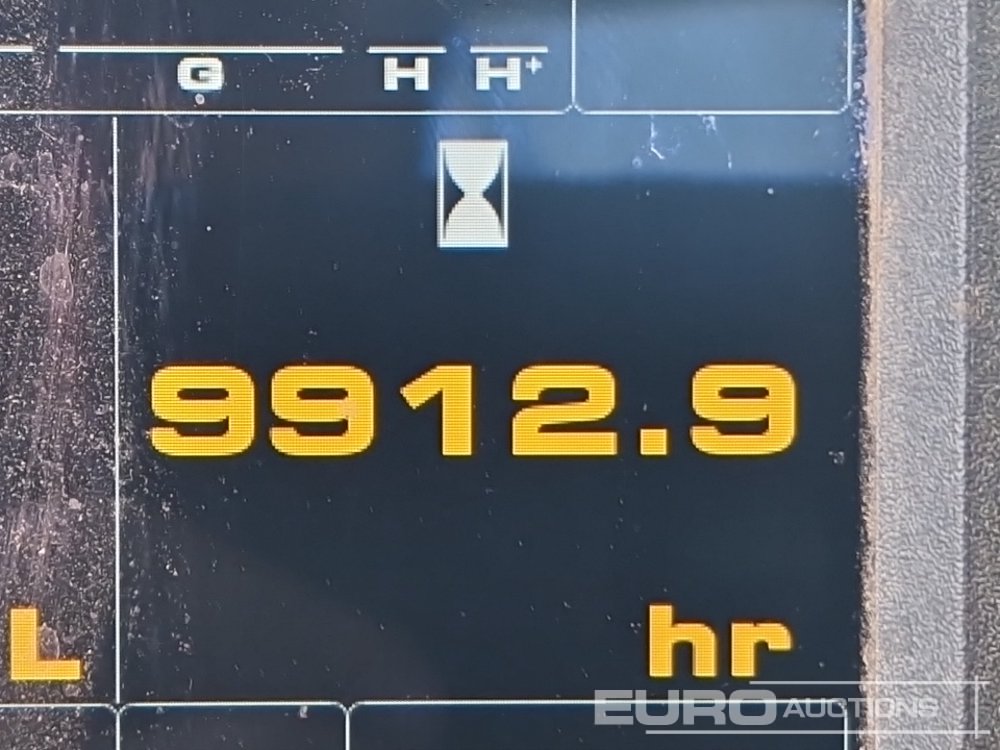 G H H+
9912.9
L hr
EURO AUCTIONS